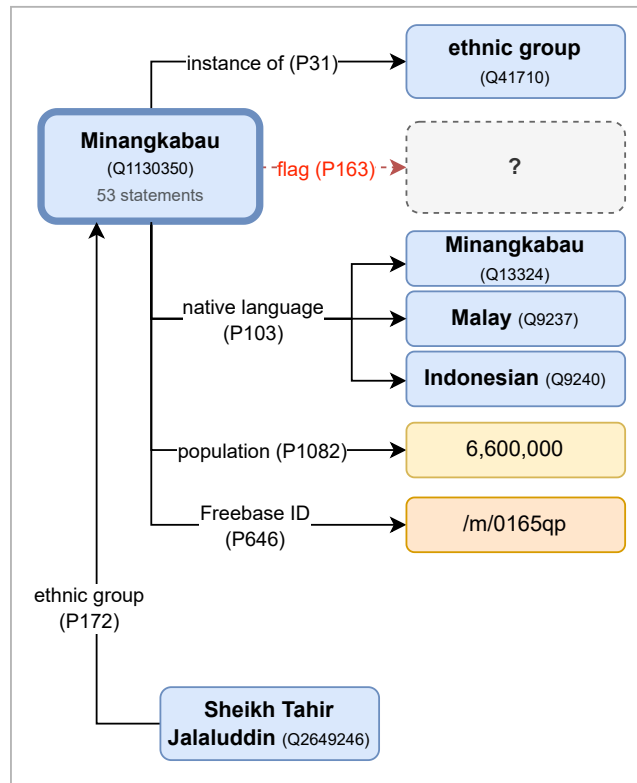 instance of (P31)
ethnic group
(Q41710)
Minangkabau
(Q1130350)
53 statements
flag (P163)
?
Minangkabau
(Q13324)
native language
(P103)
Malay (Q9237)
Indonesian (Q9240)
population (P1082)
6,600,000
Freebase ID
(P646)
/m/0165qp
ethnic group
(P172)
Sheikh Tahir
Jalaluddin (Q2649246)